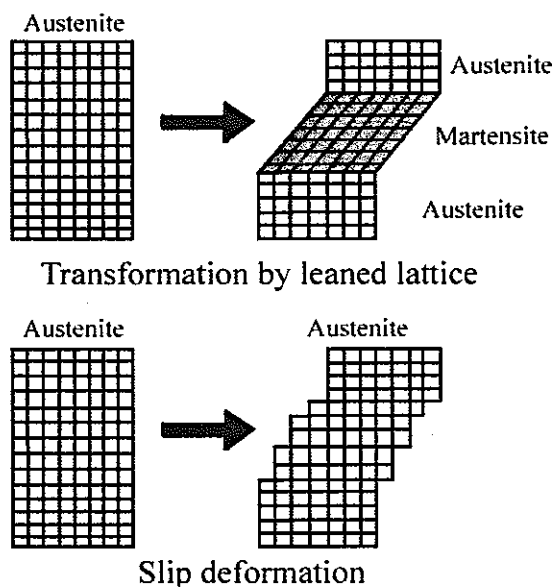 Austenite
Austenite
Martensite
Austenite
Transformation by leaned lattice
Austenite
Austenite
Slip deformation